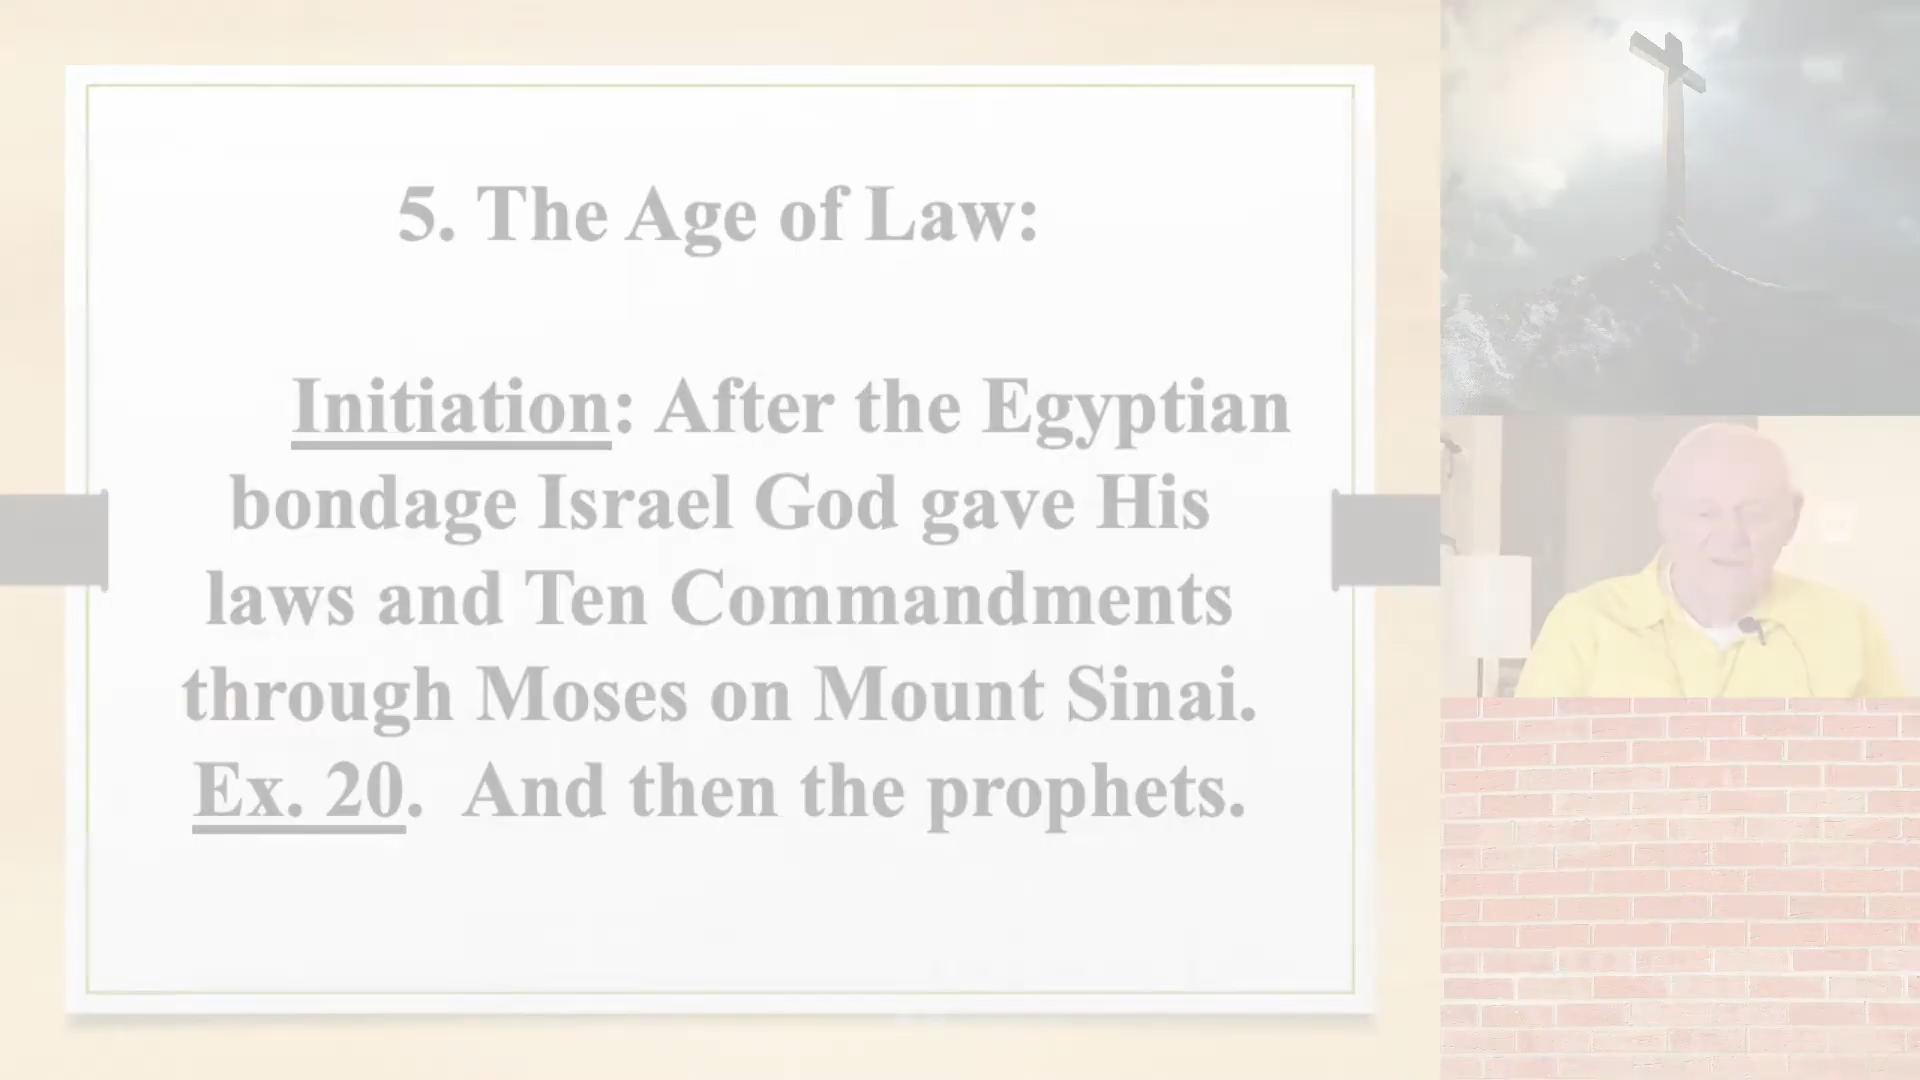 5. The Age of Law:
Initiation: After the Egyptian
bondage Israel God gave His
laws and Ten Commandments
through Moses on Mount Sinai.
Ex. 20.  And then the prophets.